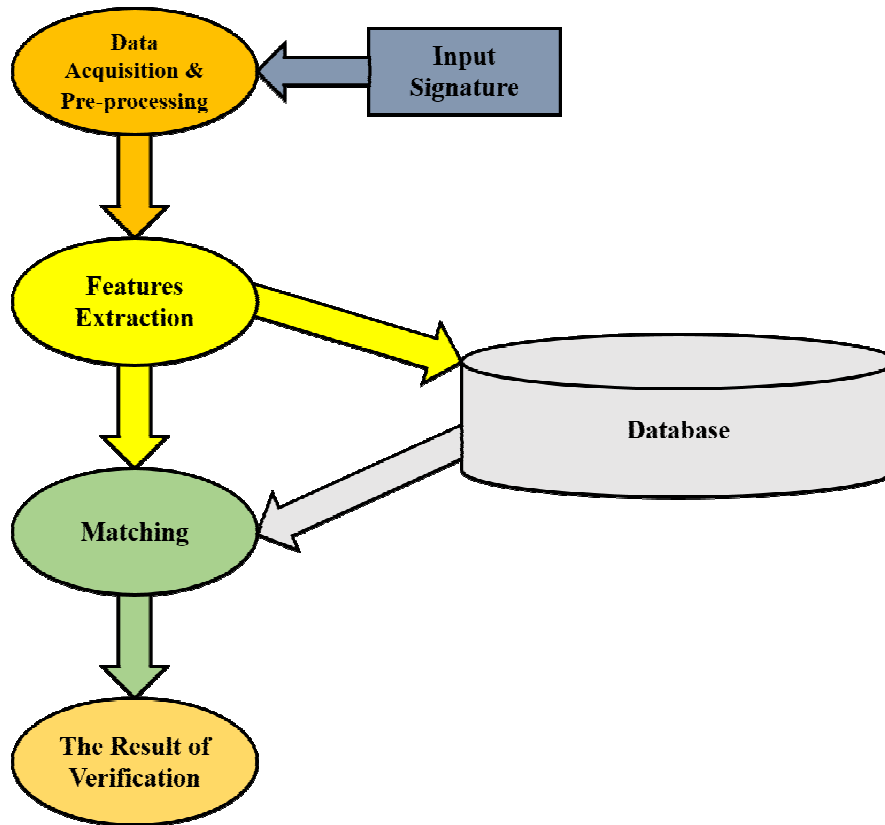 Data
Acquisition &
Pre-processing
Input
Signature
Features
Extraction
Database
Matching
The Result of
Verification